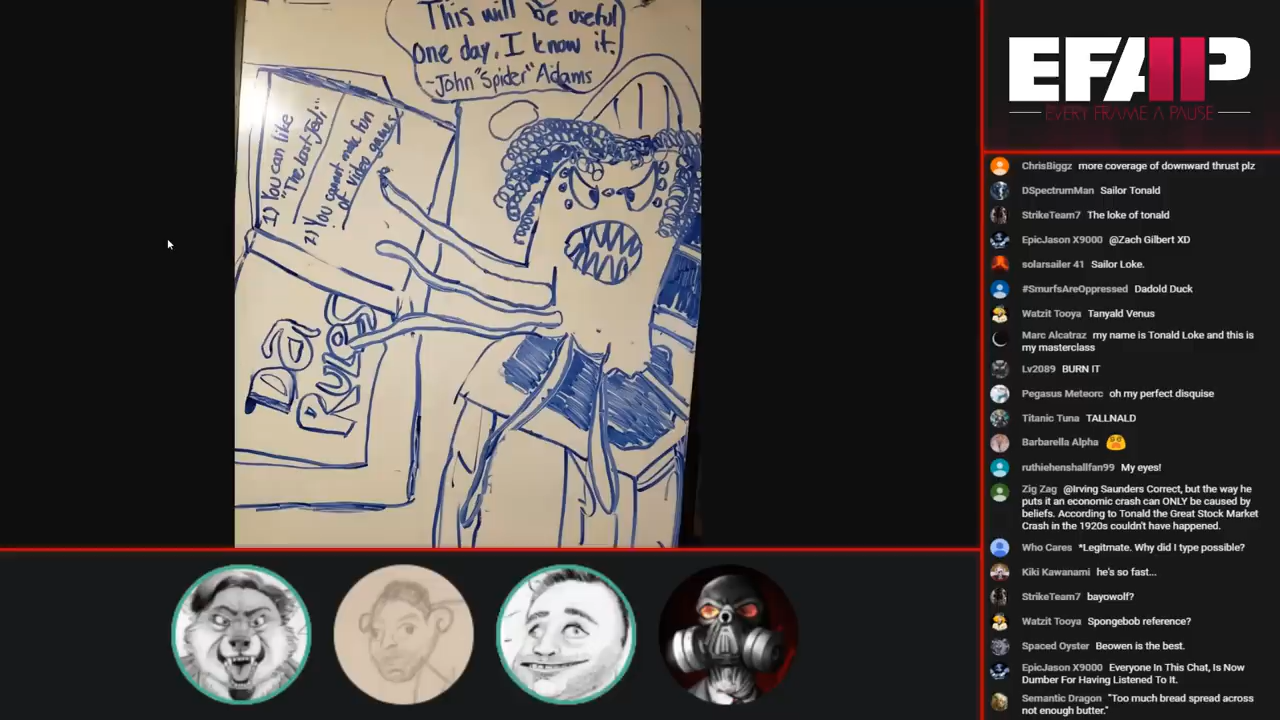 This will be useful
one day, I know it.
-John "Spider" Adams
1) You can like
"The last Jedi"
2) You cannot make fun
of Video games!
Da
RULES
EFAP
EVERY FRAME A PAUSE
ChrisBiggz more coverage of downward thrust plz
DSpectrumMan Sailor Tonald
StrikeTeam7 The loke of tonald
EpicJason X9000 @Zach Gilbert XD
solarsailer 41 Sailor Loke.
#SmurfsAreOppressed Dadold Duck
Watzit Tooya Tanyald Venus
Marc Alcatraz my name is Tonald Loke and this is
my masterclass
Lv2089 BURN IT
Pegasus Meteorc oh my perfect disquise
Titanic Tuna TALLNALD
Barbarella Alpha
ruthiehenshallfan99 My eyes!
Zig Zag @Irving Saunders Correct, but the way he
puts it an economic crash can ONLY be caused by
beliefs. According to Tonald the Great Stock Market
Crash in the 1920s couldn't have happened.
Who Cares *Legitmate. Why did I type possible?
Kiki Kawanami he's so fast...
StrikeTeam7 bayowolf?
Watzit Tooya Spongebob reference?
Spaced Oyster Beowen is the best.
EpicJason X9000 Everyone In This Chat, Is Now
Dumber For Having Listened To It.
Semantic Dragon "Too much bread spread across
not enough butter."